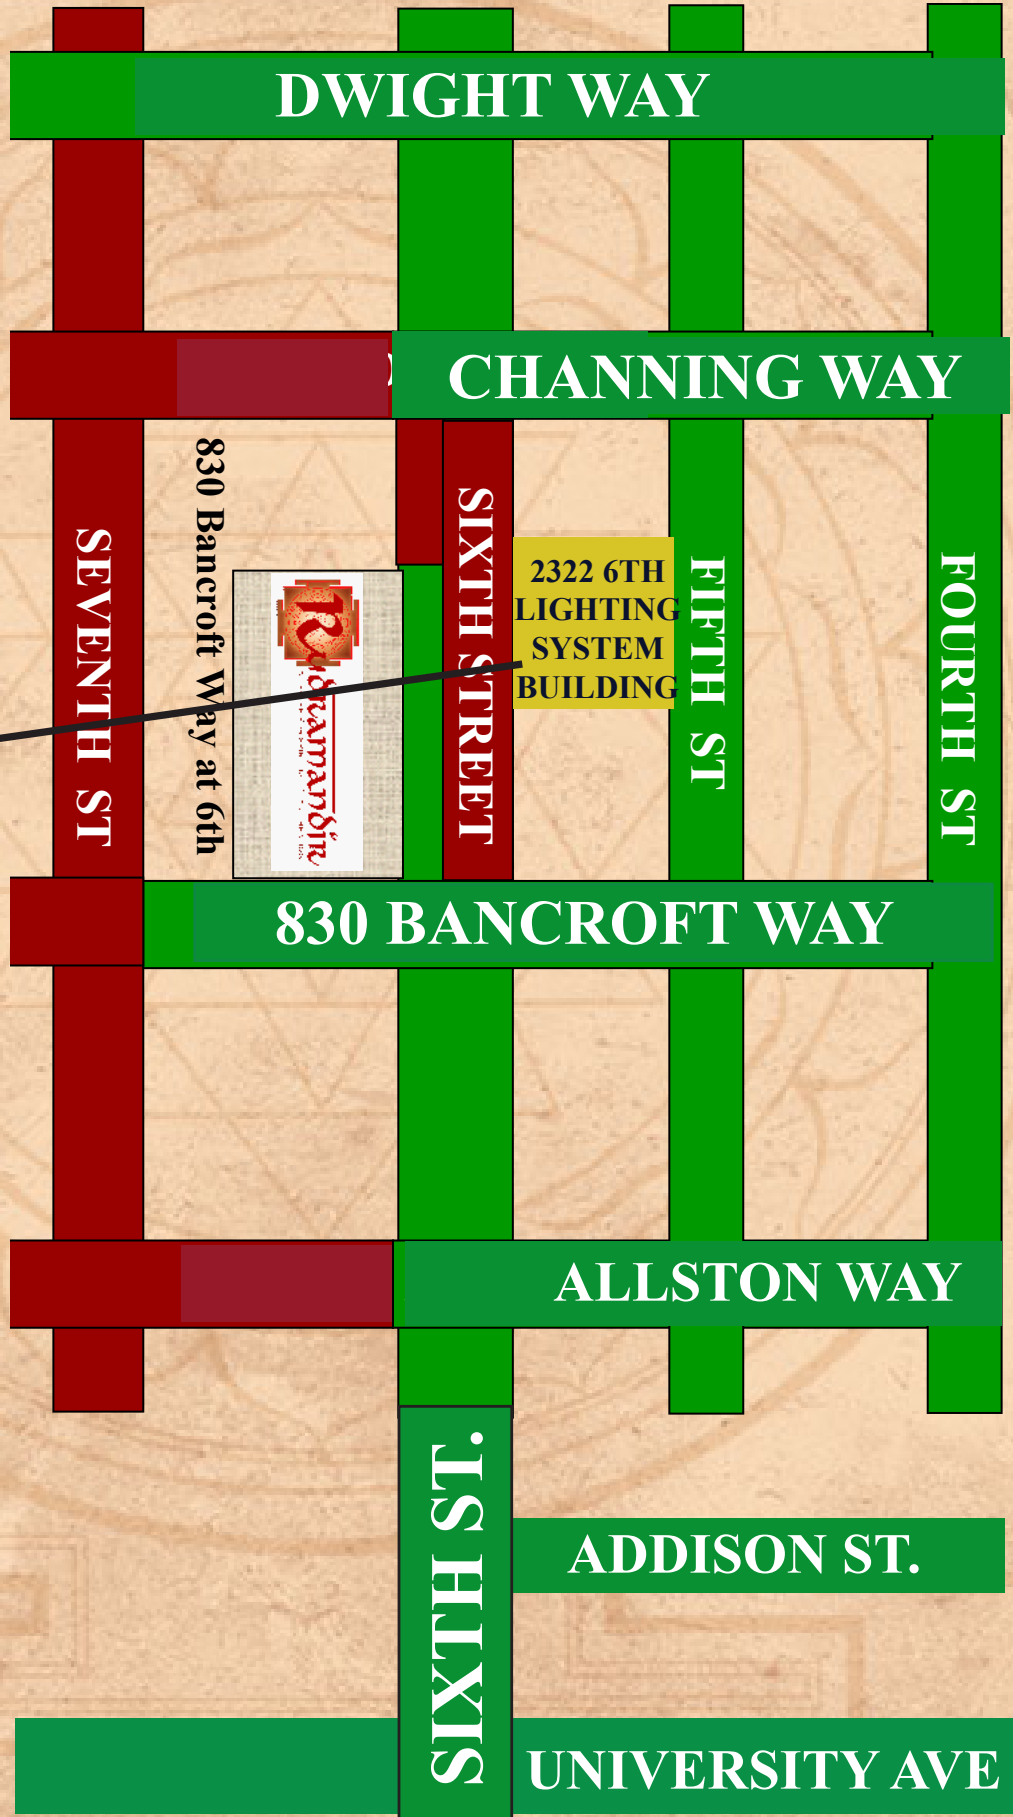 DWIGHT WAY
CHANNING WAY
SEVENTH ST
830 Bancroft Way at 6th
Rudramandir
SIXTH STREET
2322 6TH
LIGHTING
SYSTEM
BUILDING
FIFTH ST
FOURTH ST
830 BANCROFT WAY
ALLSTON WAY
SIXTH ST.
ADDISON ST.
UNIVERSITY AVE